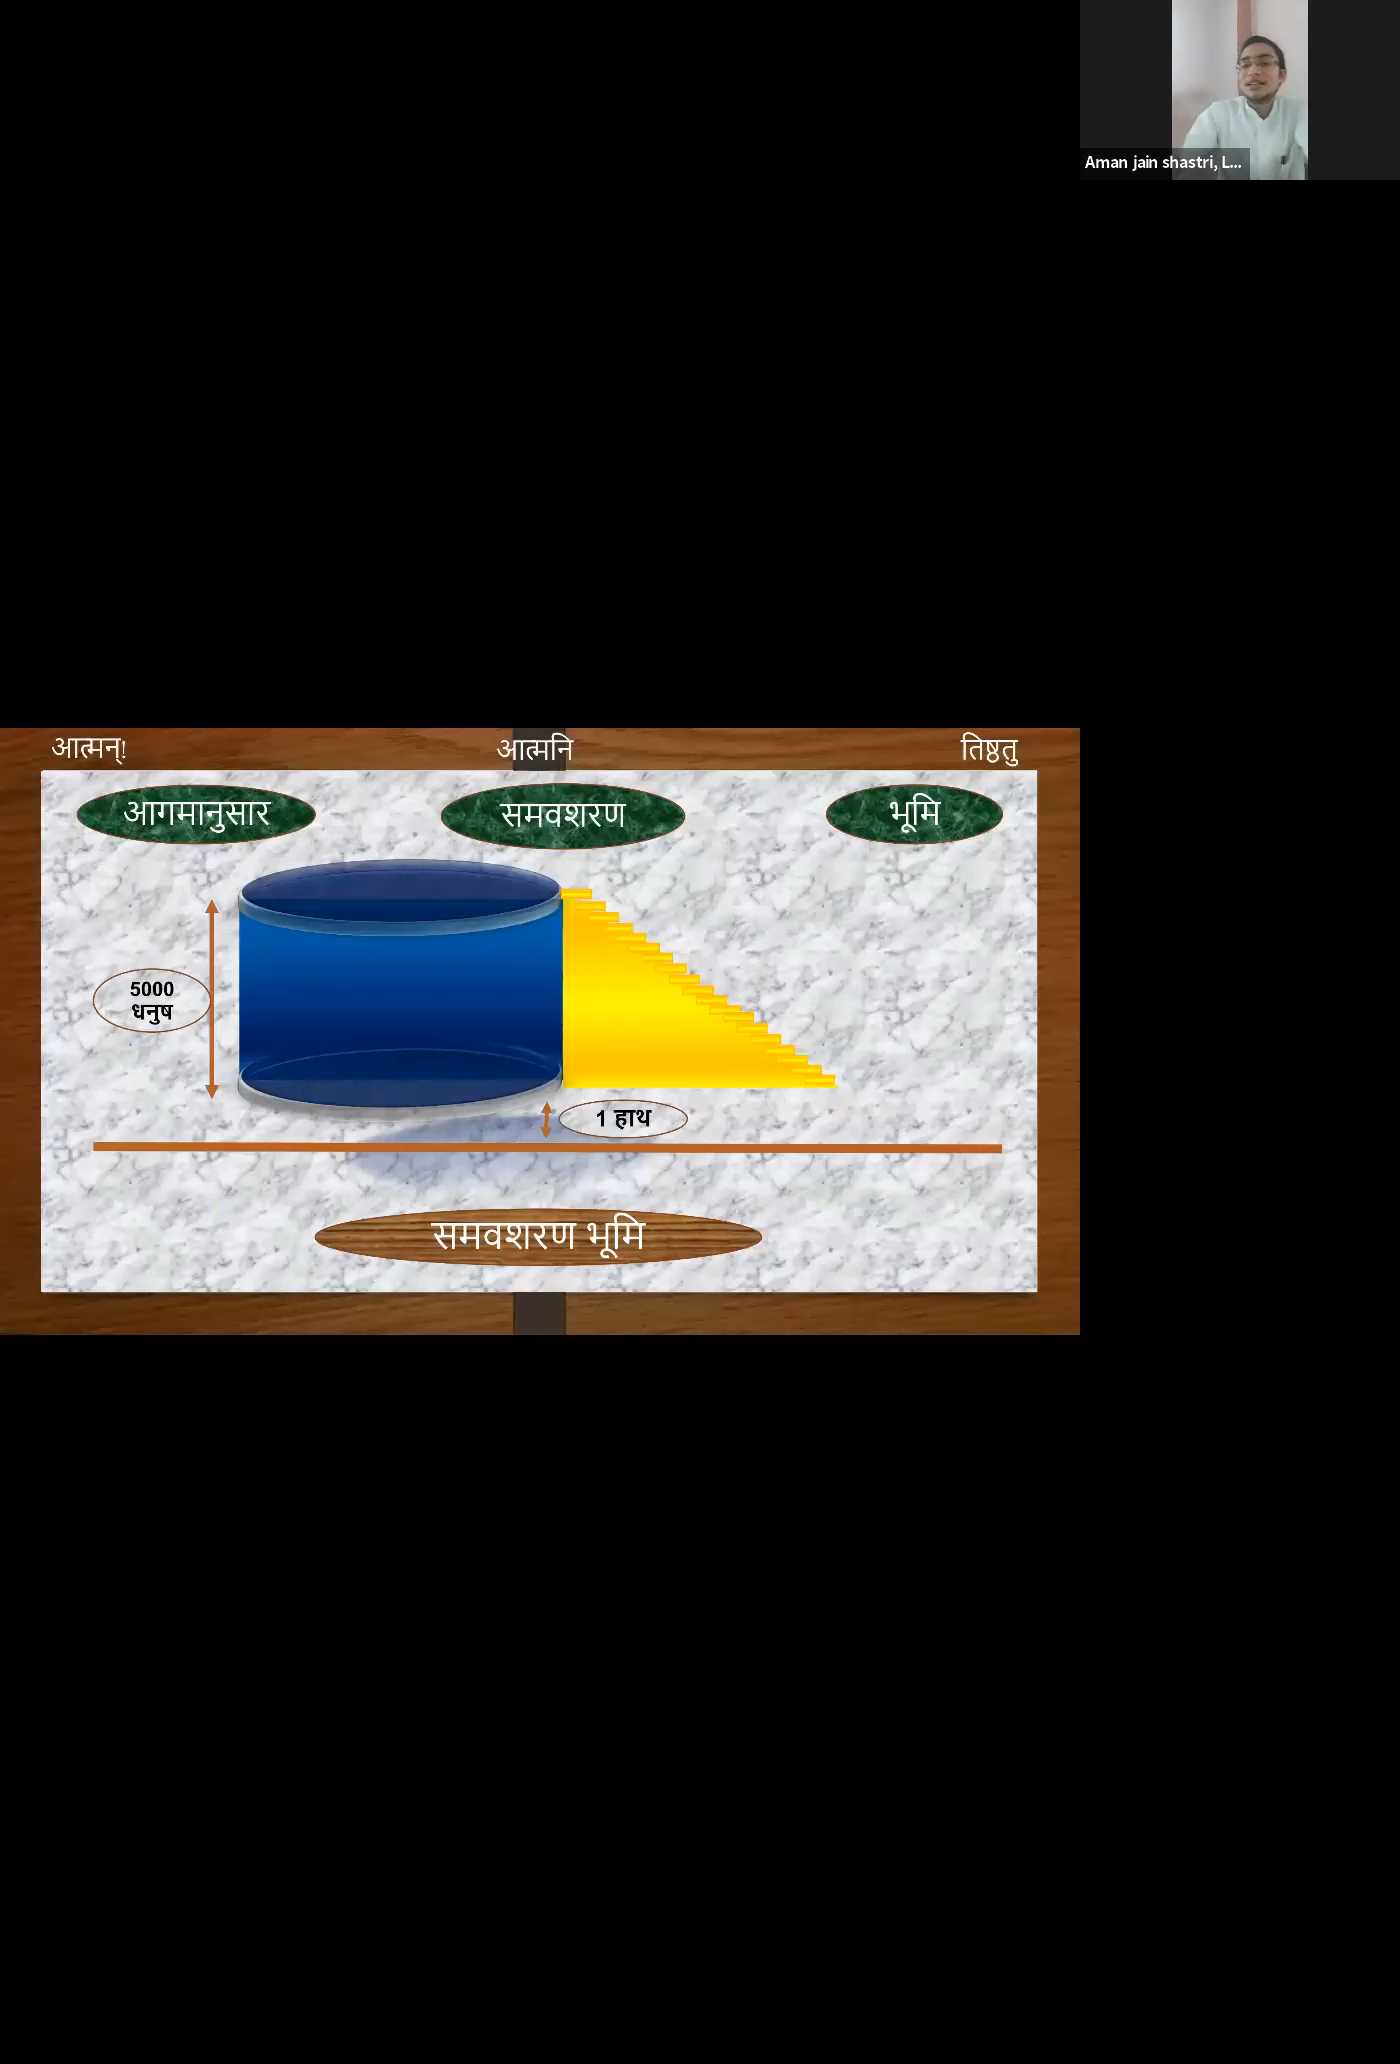 Aman jain shastri, L...
आत्मन्! आत्मनि तिष्ठतु
आगमानुसार समवशरण भूमि
5000
धनुष
1 हाथ
समवशरण भूमि